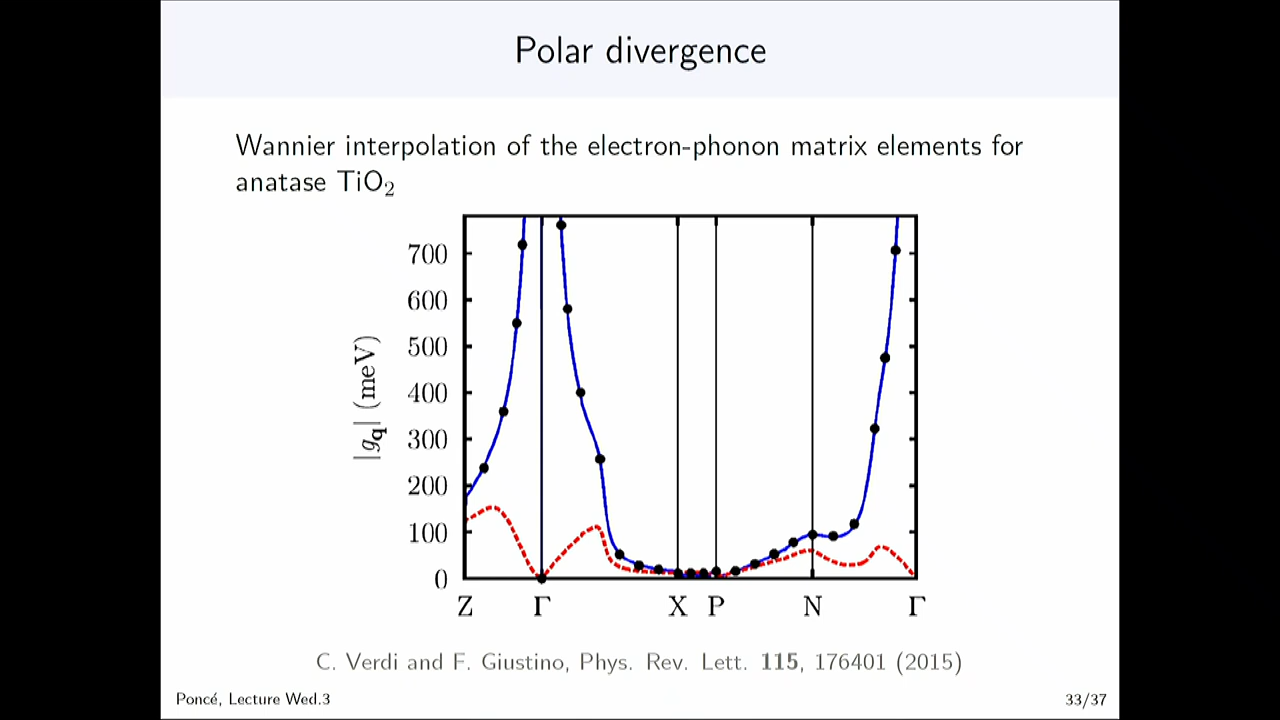 Polar divergence
Wannier interpolation of the electron-phonon matrix elements for
anatase TiO₂
700
600
500
400
300
200
100
0
|g_q| (meV)
Z Γ X P N Γ
C. Verdi and F. Giustino, Phys. Rev. Lett. 115, 176401 (2015)
Poncé, Lecture Wed.3
33/37